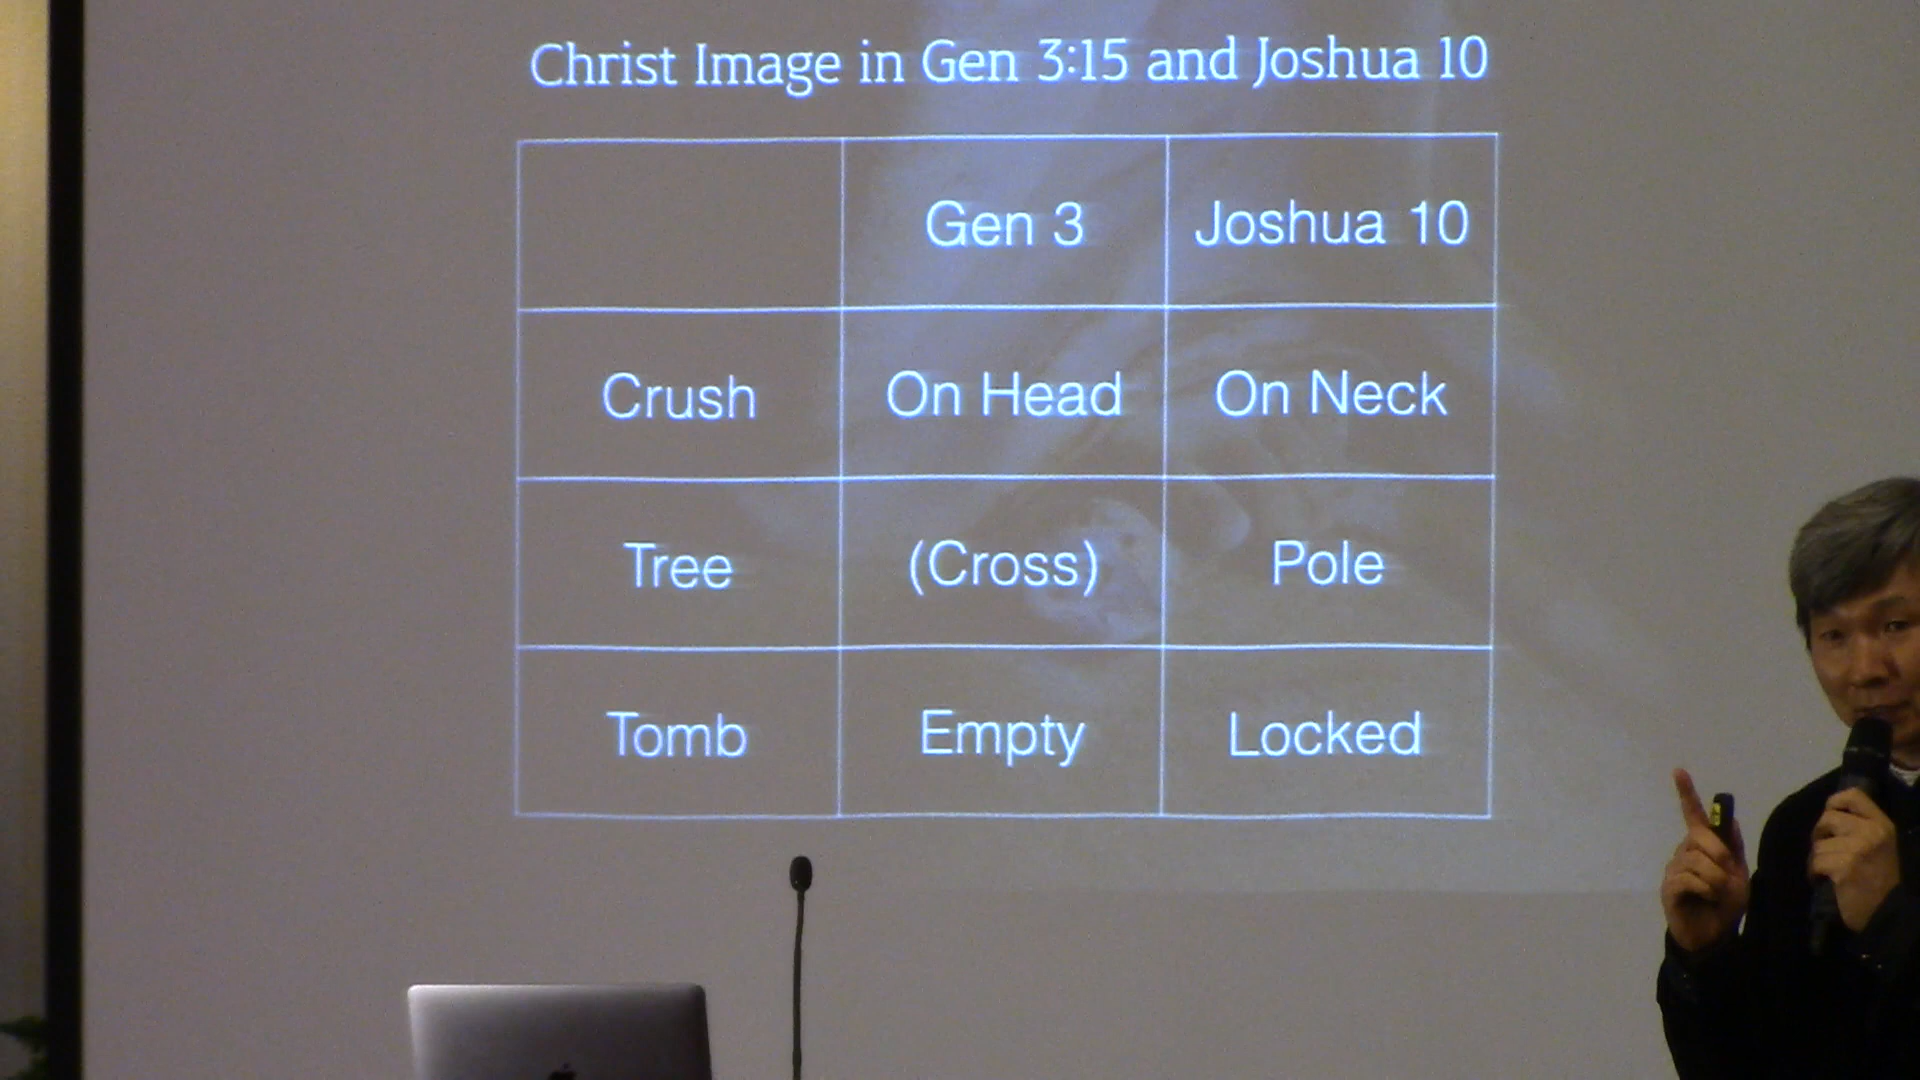 Christ Image in Gen 3:15 and Joshua 10
Gen 3 Joshua 10
Crush On Head On Neck
Tree (Cross) Pole
Tomb Empty Locked